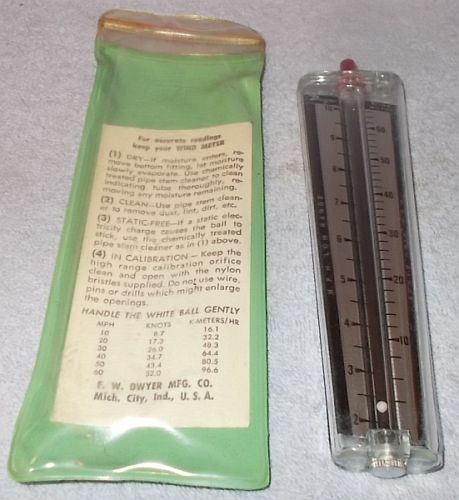 For accurate readings
keep your WIND METER
(1) DRY—If moisture enters, re-
move bottom fitting, let moisture
slowly evaporate. Use chemically
treated pipe stem cleaner to clean
indicating tube thoroughly, re-
moving any moisture remaining.
(2) CLEAN—Use pipe stem clean-
er to remove dust, lint, dirt, etc.
(3) STATIC-FREE—If a static elec-
tricity charge causes the ball to
stick, use the chemically treated
pipe stem cleaner as in (1) above.
(4) IN CALIBRATION — Keep the
high range calibration orifice
clean and open with the nylon
bristles supplied. Do not use wire,
pins or drills which might enlarge
the openings.
HANDLE THE WHITE BALL GENTLY
MPH KNOTS K-METERS/HR
10 8.7 16.1
20 17.3 32.2
30 26.0 48.3
40 34.7 64.4
50 43.4 80.5
60 52.0 96.6
F. W. DWYER MFG. CO.
Mich. City, Ind., U. S. A.
10
9
8
7
6
5
4
3
2
MPH LOW RANGE
60
50
40
30
20
10